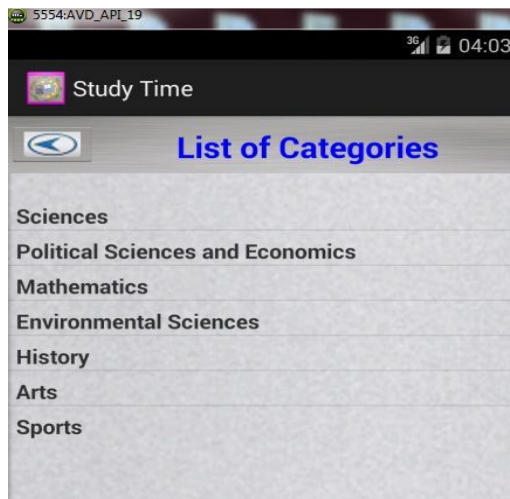 5554:AVD_API_19
3G 04:03
Study Time
List of Categories
Sciences
Political Sciences and Economics
Mathematics
Environmental Sciences
History
Arts
Sports